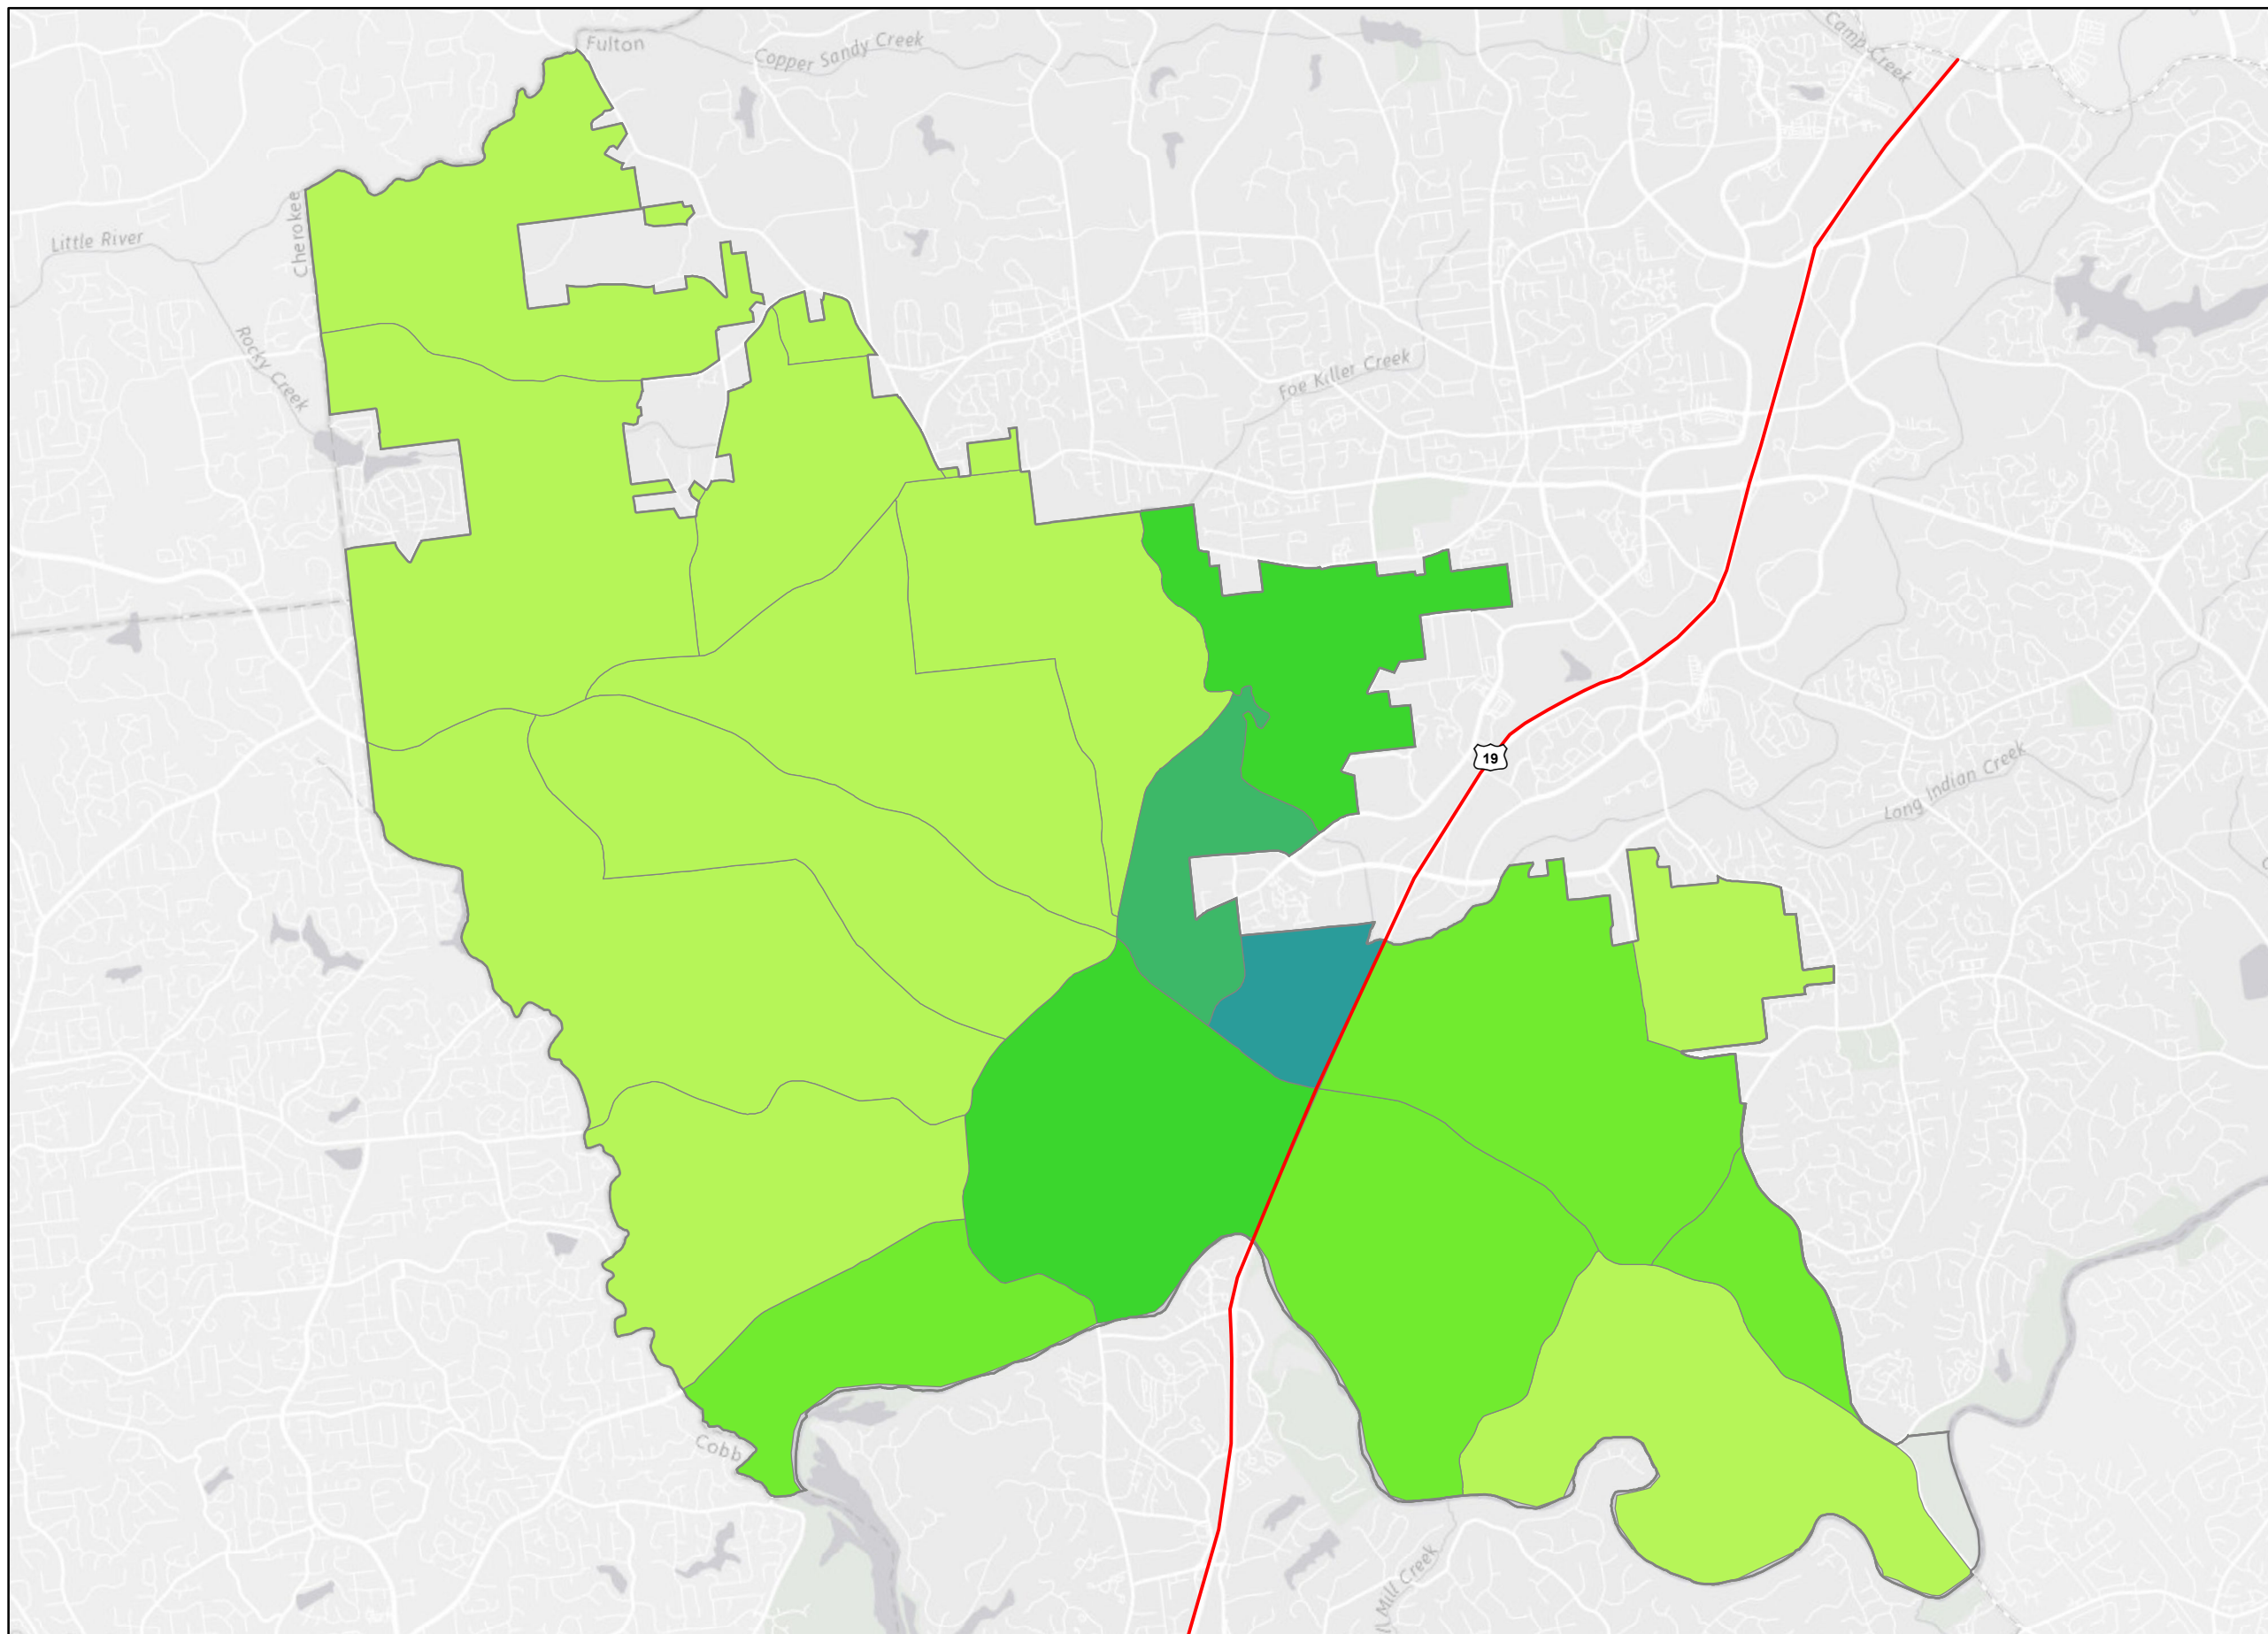 Fulton
Copper Sandy Creek
Camp Creek
Cherokee
Little River
Rocky Creek
Foe Killer Creek
19
Long Indian Creek
Cobb
Mill Creek